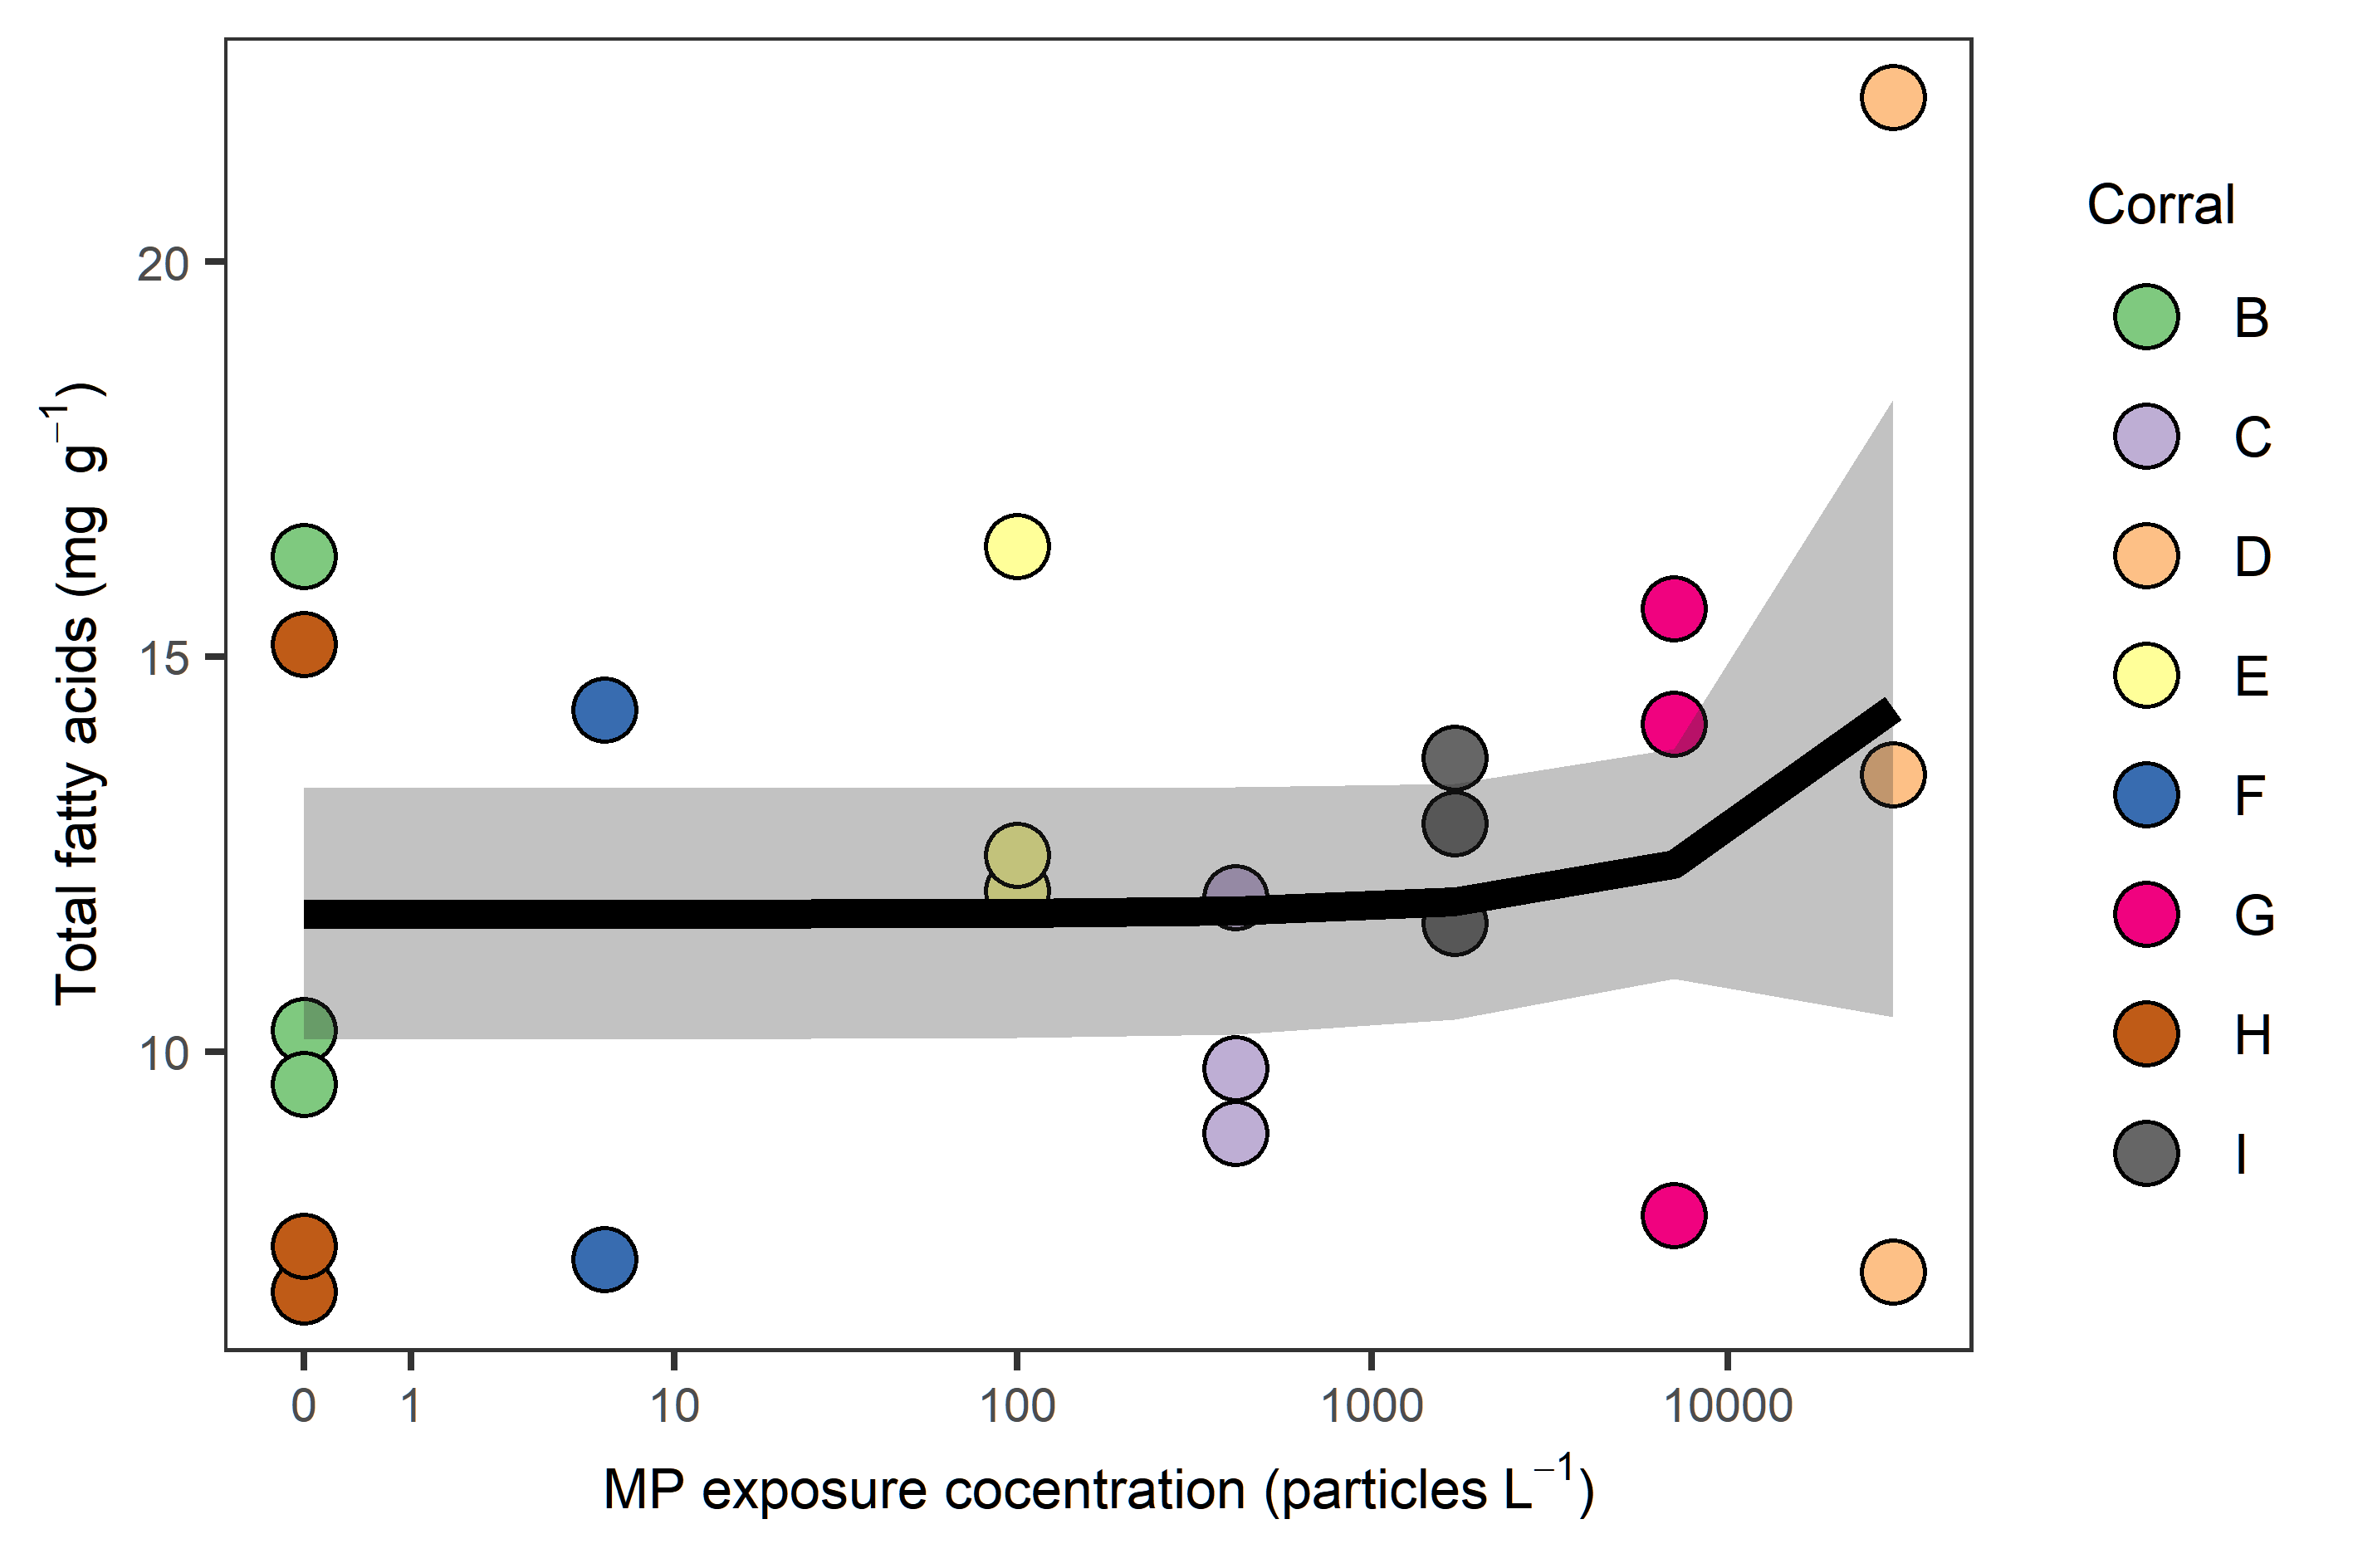 Total fatty acids (mg g⁻¹)
20
15
10
0 1 10 100 1000 10000
MP exposure cocentration (particles L⁻¹)
Corral
B
C
D
E
F
G
H
I